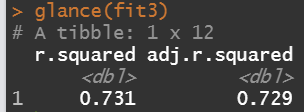 > glance(fit3)
# A tibble: 1 x 12
r.squared adj.r.squared
<dbl> <dbl>
1 0.731 0.729